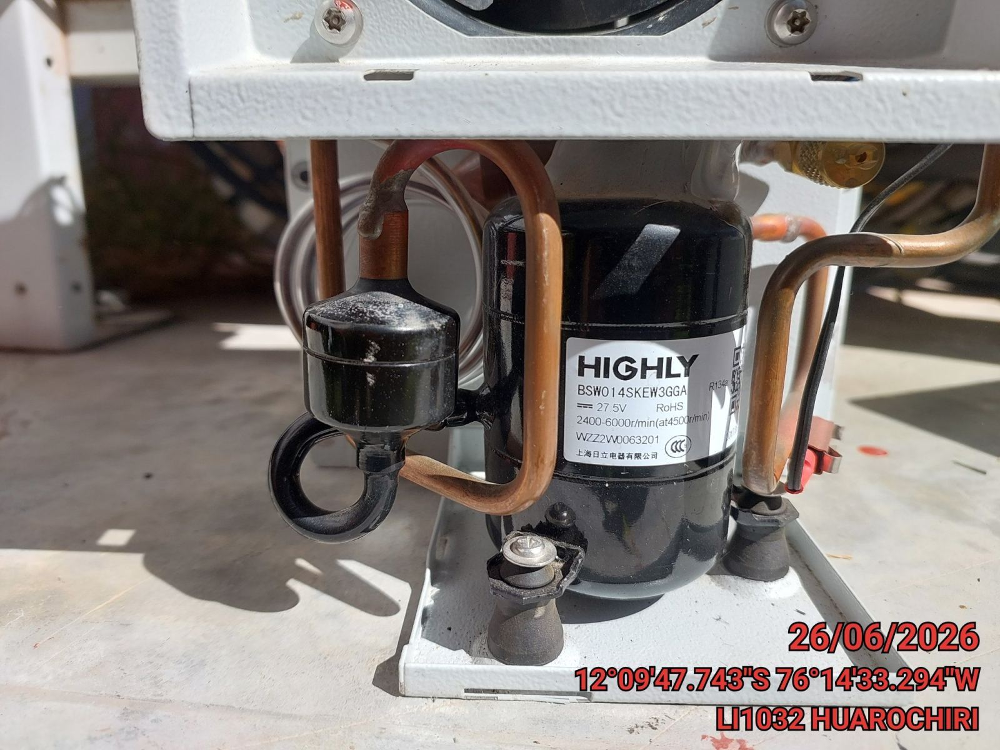 HIGHLY
BSW014SKEW3GGA
R134a
27.5V RoHS
2400-6000r/min(at4500r/min)
WZZ2W0063201
CCC
上海日立电器有限公司
26/06/2026
12°09'47.743"S 76°14'33.294"W
LI1032 HUAROCHIRI